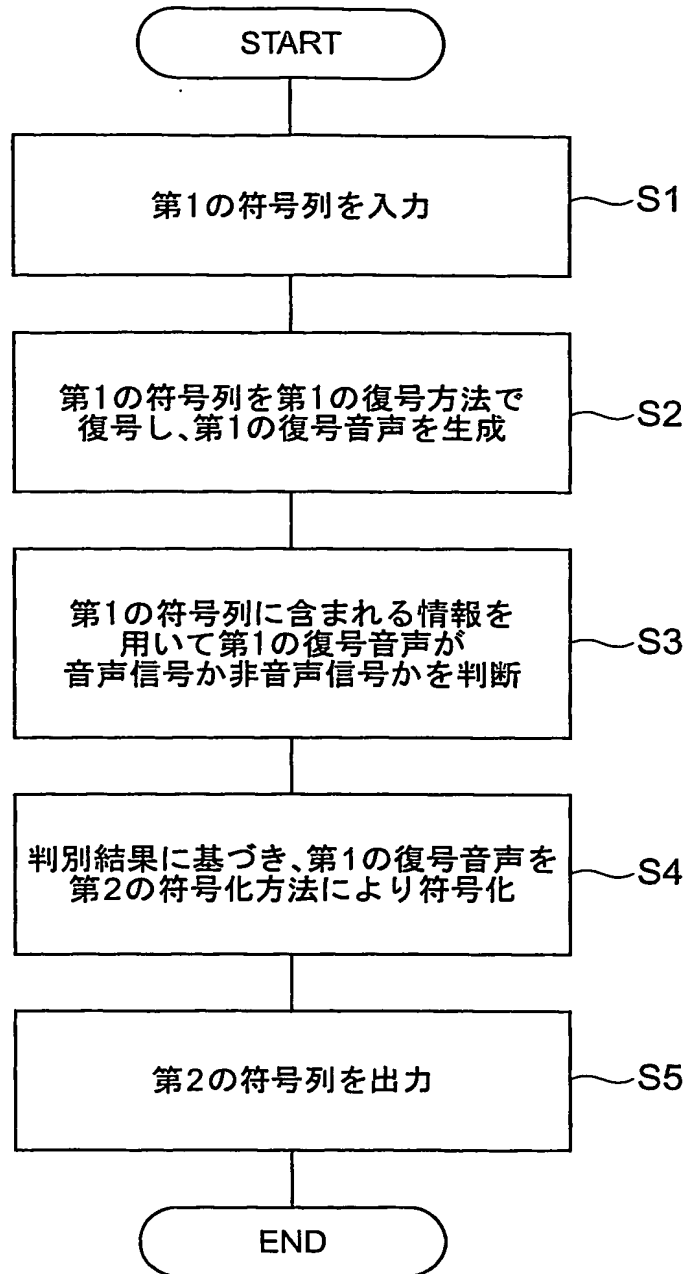 START
第1の符号列を入力
S1
第1の符号列を第1の復号方法で
復号し、第1の復号音声を生成
S2
第1の符号列に含まれる情報を
用いて第1の復号音声が
音声信号か非音声信号かを判断
S3
判別結果に基づき、第1の復号音声を
第2の符号化方法により符号化
S4
第2の符号列を出力
S5
END